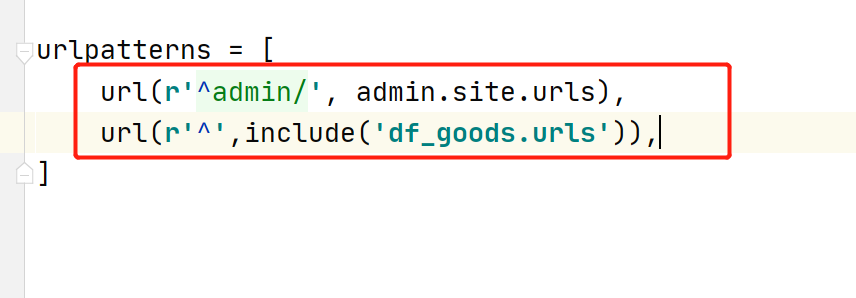 urlpatterns = [
    url(r'^admin/', admin.site.urls),
    url(r'^',include('df_goods.urls')),
]